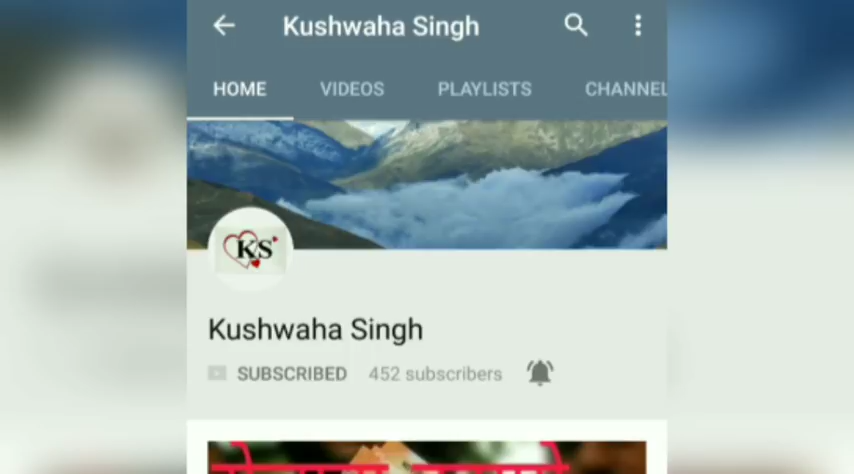 Kushwaha Singh
HOME VIDEOS PLAYLISTS CHANNEL
KS
Kushwaha Singh
SUBSCRIBED 452 subscribers